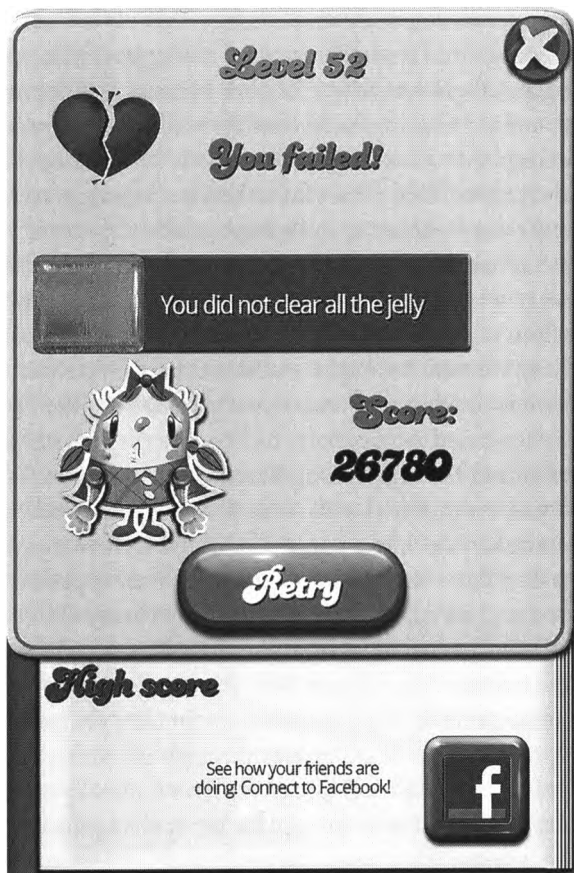 Level 52
You failed!
You did not clear all the jelly
Score:
26780
Retry
High score
See how your friends are
doing! Connect to Facebook!
f